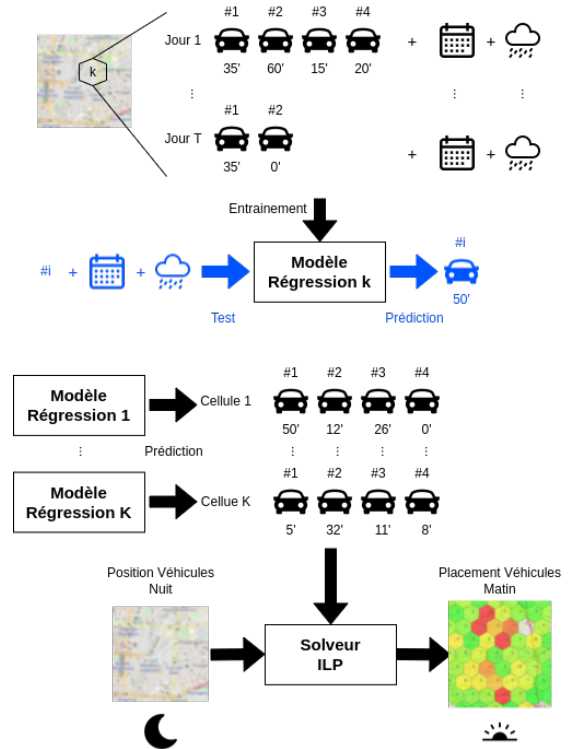 #1 #2 #3 #4
Jour 1 + +
35' 60' 15' 20'
k
⋮ ⋮ ⋮
#1 #2
Jour T + +
35' 0'
Entrainement
#i + + Modèle Régression k #i
50'
Test Prédiction
#1 #2 #3 #4
Modèle
Régression 1
Cellule 1
50' 12' 26' 0'
⋮ Prédiction ⋮ ⋮ ⋮ ⋮
#1 #2 #3 #4
Modèle
Régression K
Cellue K
5' 32' 11' 8'
Position Véhicules
Nuit
Placement Véhicules
Matin
Solveur
ILP